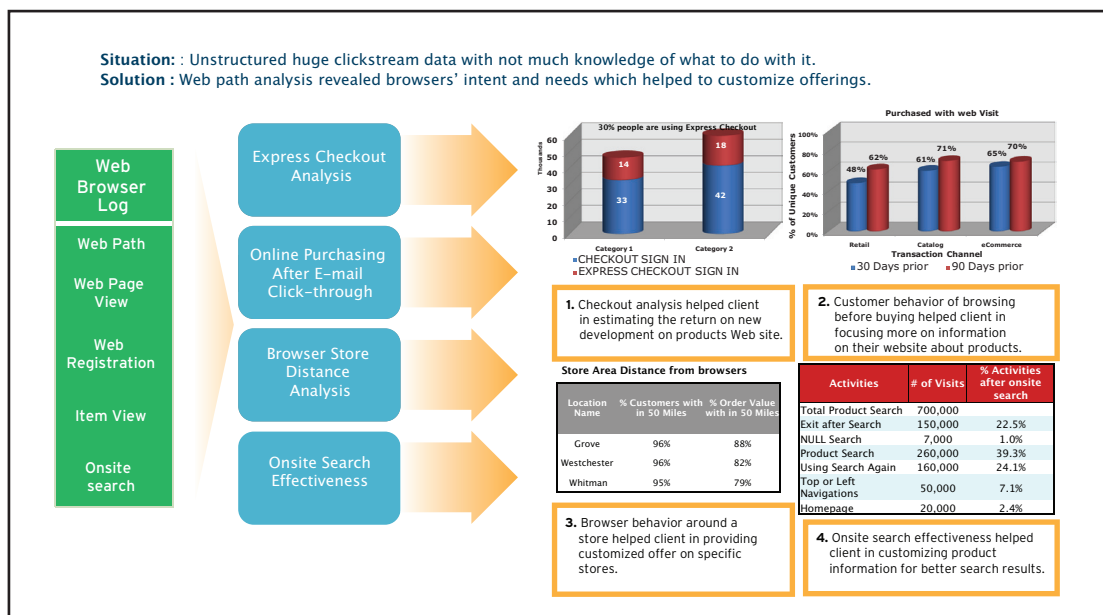 Situation: : Unstructured huge clickstream data with not much knowledge of what to do with it.
Solution : Web path analysis revealed browsers' intent and needs which helped to customize offerings.
Web
Browser
Log
Web Path
Web Page
View
Web
Registration
Item View
Onsite
search
Express Checkout
Analysis
Online Purchasing
After E-mail
Click-through
Browser Store
Distance
Analysis
Onsite Search
Effectiveness
30% people are using Express Checkout
Thousands
60
50
40
30
20
10
0
14
33
18
42
Category 1
Category 2
CHECKOUT SIGN IN
EXPRESS CHECKOUT SIGN IN
Purchased with web Visit
% of Unique Customers
100%
80%
60%
40%
20%
0%
48%
62%
61%
71%
65%
70%
Retail
Catalog
eCommerce
Transaction Channel
30 Days prior
90 Days prior
1. Checkout analysis helped client
in estimating the return on new
development on products Web site.
2. Customer behavior of browsing
before buying helped client in
focusing more on information
on their website about products.
Store Area Distance from browsers
Location Name % Customers with in 50 Miles % Order Value with in 50 Miles
Grove 96% 88%
Westchester 96% 82%
Whitman 95% 79%
Activities # of Visits % Activities after onsite search
Total Product Search 700,000
Exit after Search 150,000 22.5%
NULL Search 7,000 1.0%
Product Search 260,000 39.3%
Using Search Again 160,000 24.1%
Top or Left Navigations 50,000 7.1%
Homepage 20,000 2.4%
3. Browser behavior around a
store helped client in providing
customized offer on specific
stores.
4. Onsite search effectiveness helped
client in customizing product
information for better search results.